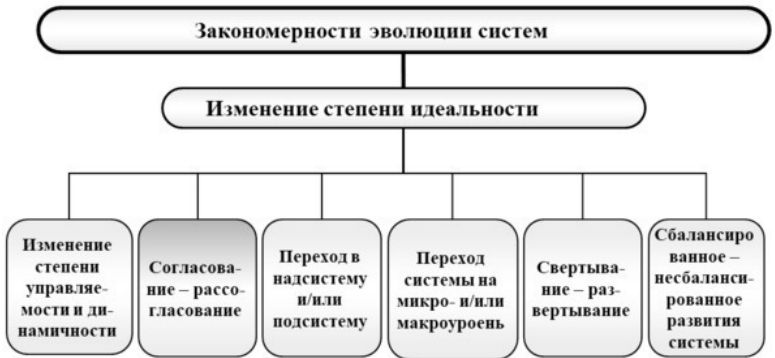 Закономерности эволюции систем
Изменение степени идеальности
Изменение
степени
управляе-
мости и ди-
намичности
Согласова-
ние – рассо-
гласование
Переход в
надсистему
и/или
подсистему
Переход
системы на
микро- и/или
макроуроень
Свертыва-
ние – раз-
вертывание
Сбалансиро
ванное –
несбаланси-
рованное
развития
системы